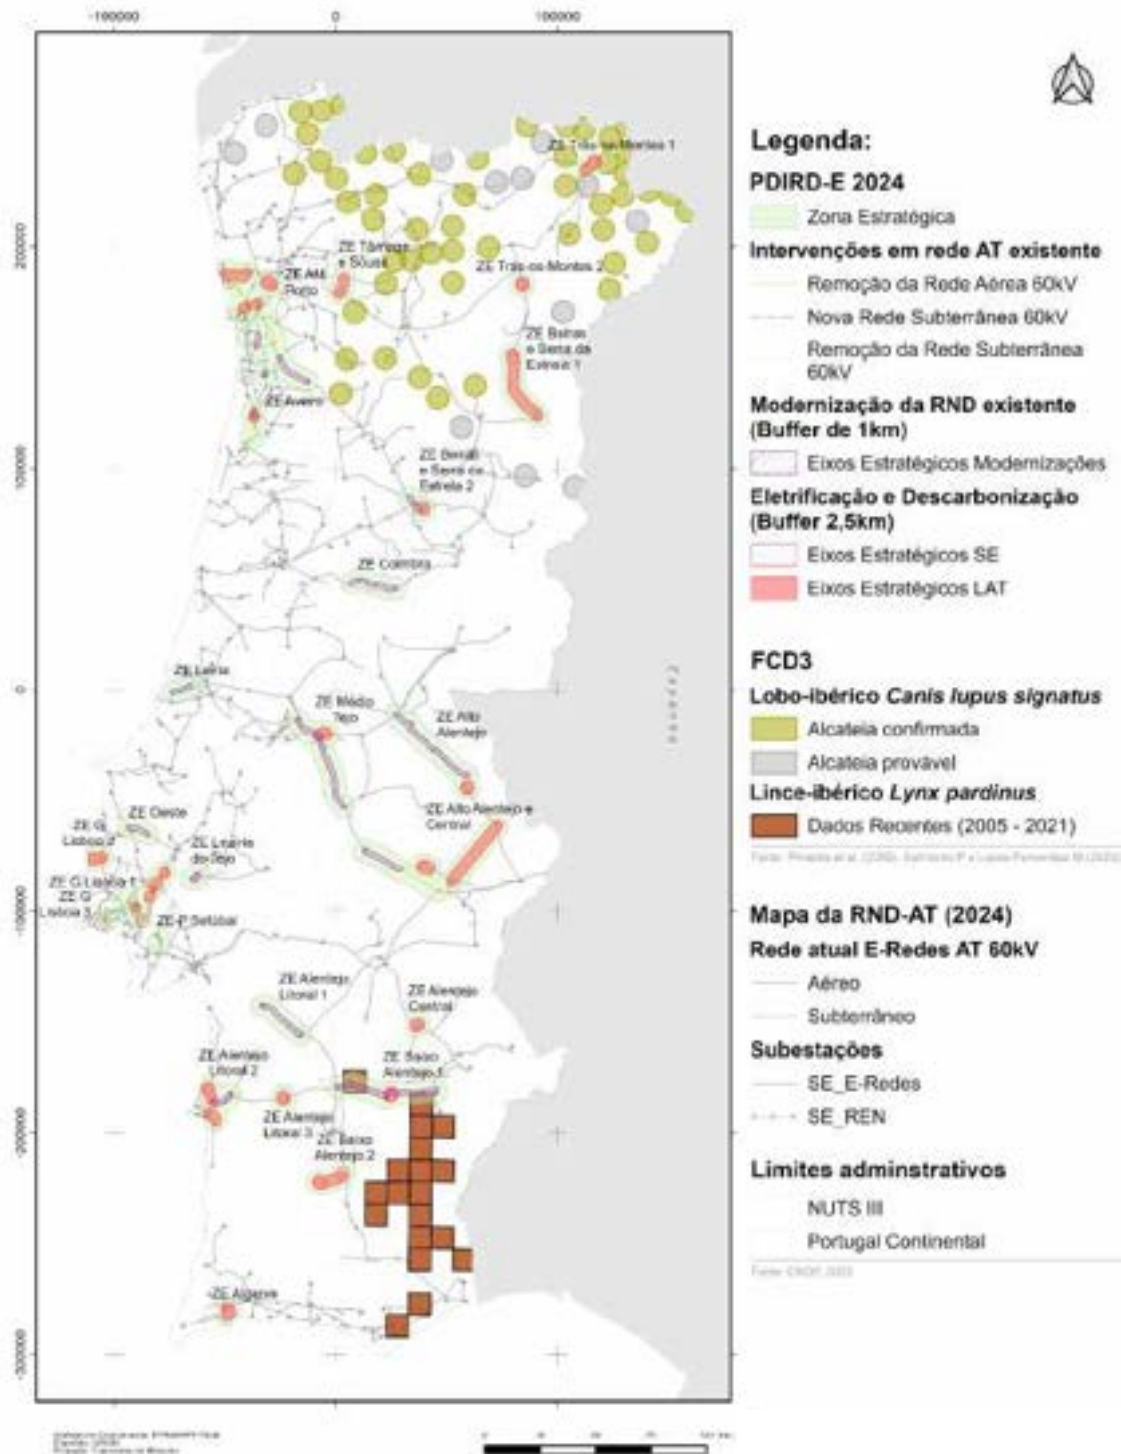 -100000 0 100000
200000
100000
0
-100000
-200000
-300000
ZE Trás-os-Montes 1
ZE Tâmega
e Sousa
ZE AM
Porto
ZE Trás-os-Montes 2
ZE Beiras
e Serra da
Estrela 1
ZE Aveiro
ZE Beiras
e Serra da
Estrela 2
ZE Coimbra
ZE Leiria
ZE Médio
Tejo
ZE Alto
Alentejo
ZE Oeste
ZE G
Lisboa 2
ZE Lezíria
do Tejo
ZE Alto Alentejo e
Central
ZE G Lisboa 1
ZE G
Lisboa 3
ZE P Setúbal
ZE Alentejo
Litoral 1
ZE Alentejo
Central
ZE Alentejo
Litoral 2
ZE Baixo
Alentejo 1
ZE Alentejo
Litoral 3
ZE Baixo
Alentejo 2
ZE Algarve
Legenda:
PDIRD-E 2024
Zona Estratégica
Intervenções em rede AT existente
Remoção da Rede Aérea 60kV
Nova Rede Subterrânea 60kV
Remoção da Rede Subterrânea
60kV
Modernização da RND existente
(Buffer de 1km)
Eixos Estratégicos Modernizações
Eletrificação e Descarbonização
(Buffer 2,5km)
Eixos Estratégicos SE
Eixos Estratégicos LAT
FCD3
Lobo-ibérico Canis lupus signatus
Alcateia confirmada
Alcateia provável
Lince-ibérico Lynx pardinus
Dados Recentes (2005 - 2021)
Mapa da RND-AT (2024)
Rede atual E-Redes AT 60kV
Aéreo
Subterrâneo
Subestações
SE_E-Redes
SE_REN
Limites adminstrativos
NUTS III
Portugal Continental